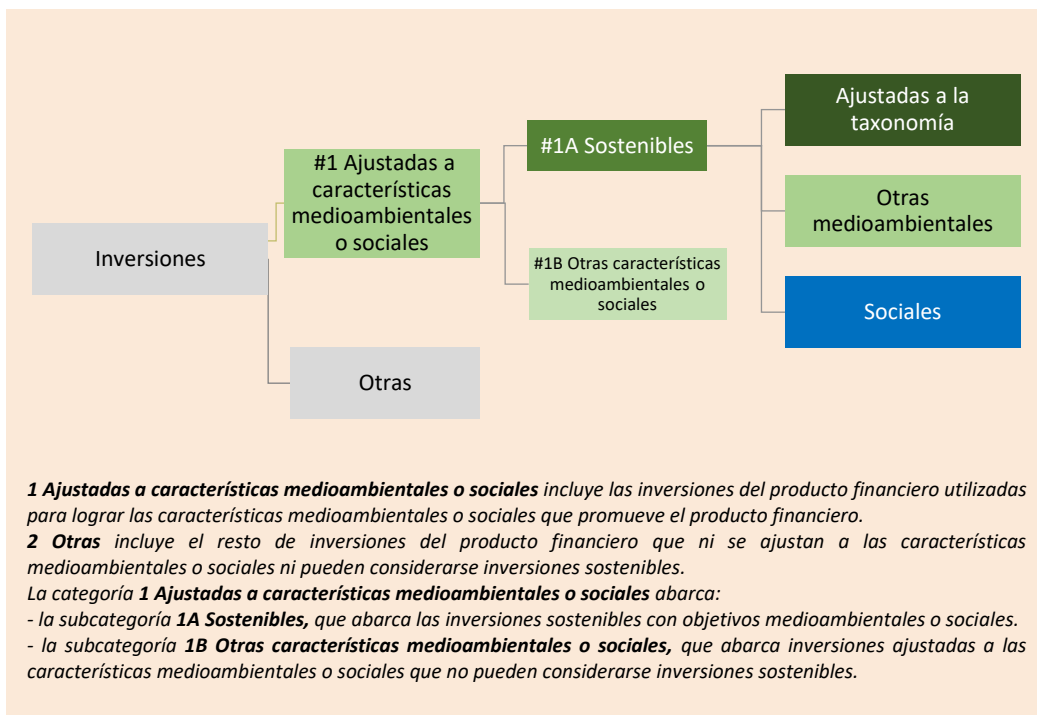 Ajustadas a la
taxonomía
#1A Sostenibles
#1 Ajustadas a
características
medioambientales
o sociales
Otras
medioambientales
Inversiones
#1B Otras características
medioambientales o
sociales
Sociales
Otras
1 Ajustadas a características medioambientales o sociales incluye las inversiones del producto financiero utilizadas
para lograr las características medioambientales o sociales que promueve el producto financiero.
2 Otras incluye el resto de inversiones del producto financiero que ni se ajustan a las características
medioambientales o sociales ni pueden considerarse inversiones sostenibles.
La categoría 1 Ajustadas a características medioambientales o sociales abarca:
- la subcategoría 1A Sostenibles, que abarca las inversiones sostenibles con objetivos medioambientales o sociales.
- la subcategoría 1B Otras características medioambientales o sociales, que abarca inversiones ajustadas a las
características medioambientales o sociales que no pueden considerarse inversiones sostenibles.